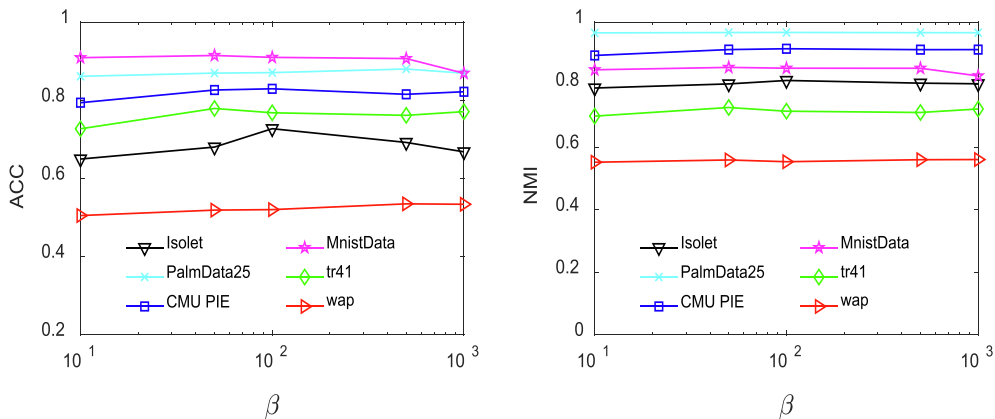 1
0.8
0.6
0.4
0.2
ACC
10^1
10^2
10^3
β
Isolet
PalmData25
CMU PIE
MnistData
tr41
wap
1
0.8
0.6
0.4
0.2
0
NMI
10^1
10^2
10^3
β
Isolet
PalmData25
CMU PIE
MnistData
tr41
wap